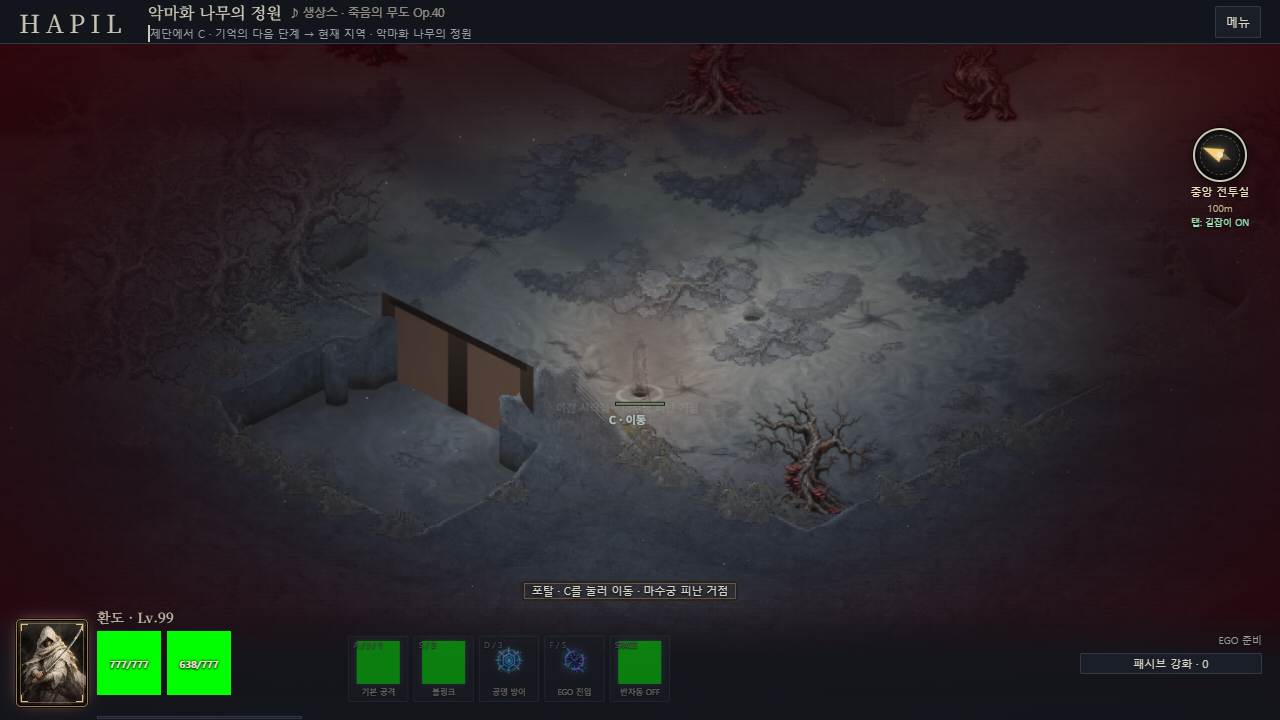 HAPIL
악마화 나무의 정원 ♪ 생상스 · 죽음의 무도 Op.40
제단에서 C · 기억의 다음 단계 → 현재 지역 · 악마화 나무의 정원
메뉴
중앙 전투실
100m
탭: 길잡이 ON
C · 이동
포탈 · C를 눌러 이동 · 마수궁 피난 거점
환도 · Lv.99
777/777
638/777
D / 3
F / 5
SPACE
기본 공격
블링크
공명 방어
EGO 진입
반자동 OFF
EGO 준비
패시브 강화 · 0